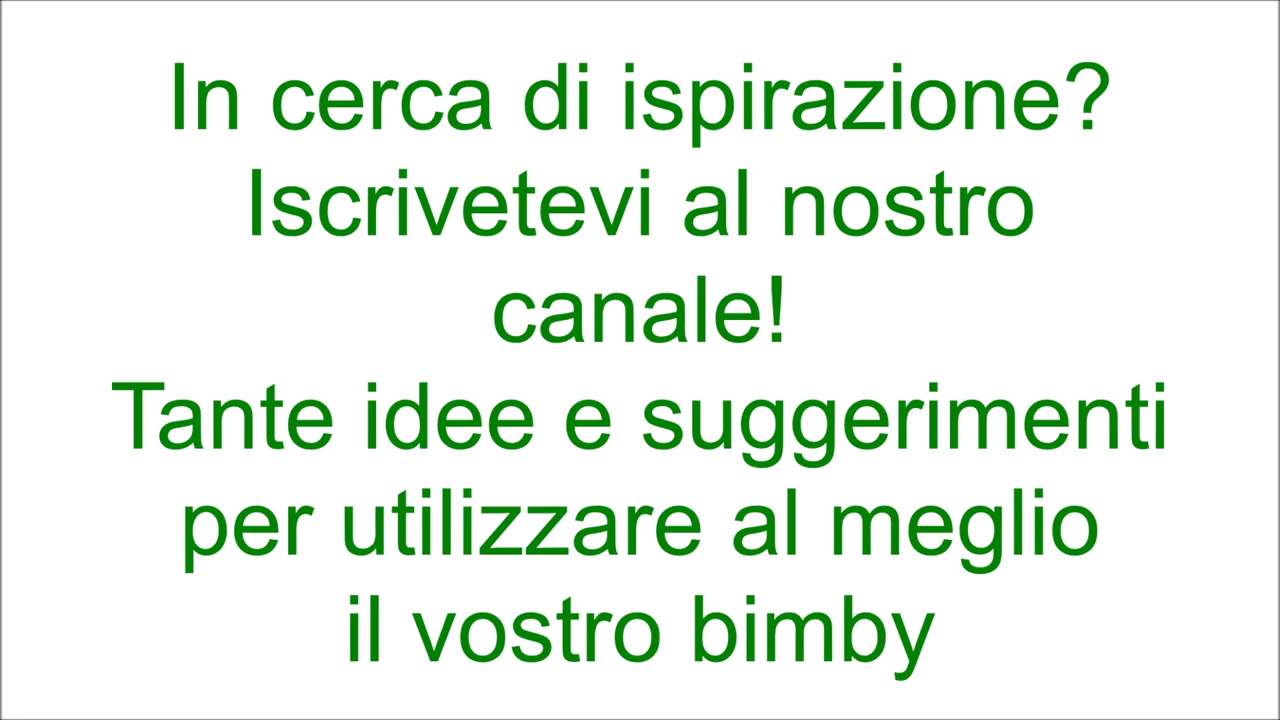 In cerca di ispirazione?
Iscrivetevi al nostro
canale!
Tante idee e suggerimenti
per utilizzare al meglio
il vostro bimby